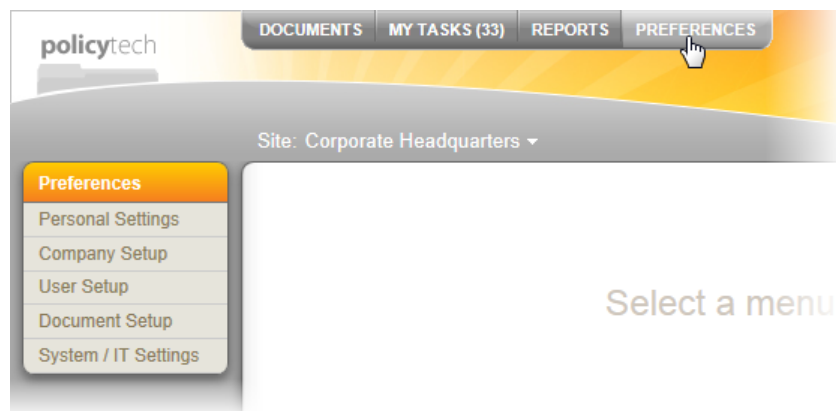 policytech
DOCUMENTS MY TASKS (33) REPORTS PREFERENCES
Site: Corporate Headquarters
Preferences
Personal Settings
Company Setup
User Setup
Document Setup
System / IT Settings
Select a menu